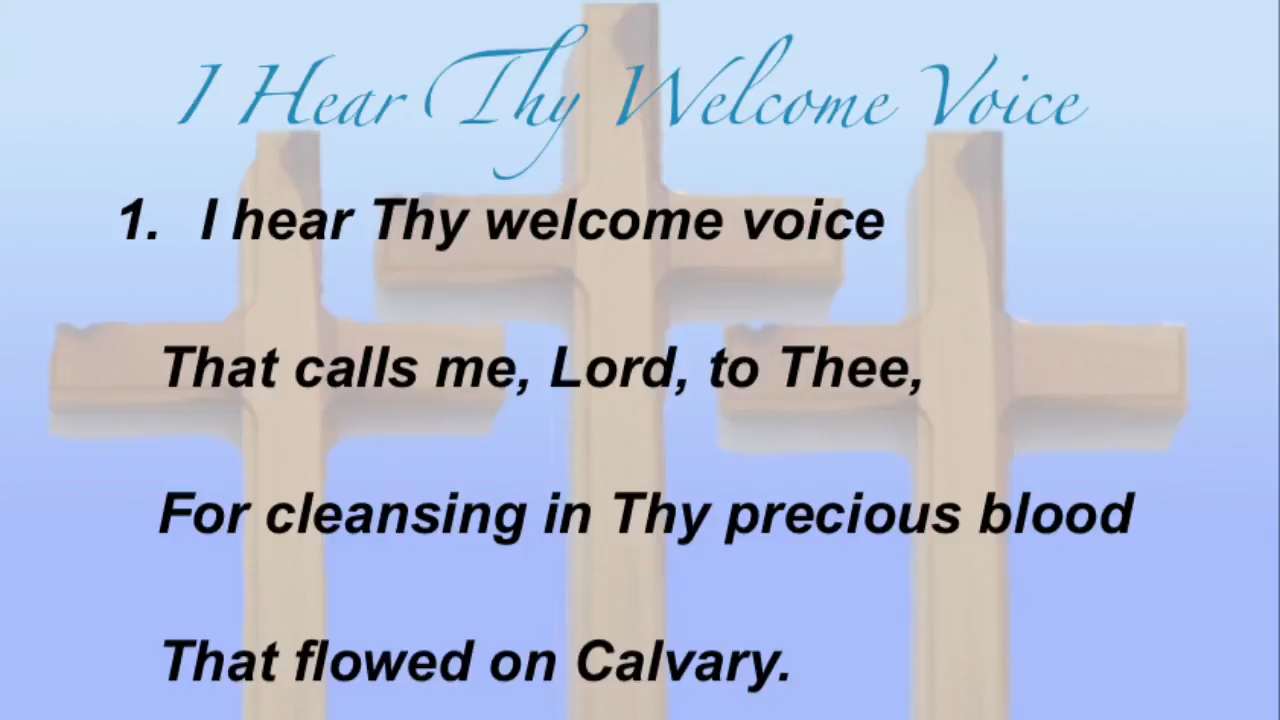 I Hear Thy Welcome Voice
1. I hear Thy welcome voice
That calls me, Lord, to Thee,
For cleansing in Thy precious blood
That flowed on Calvary.